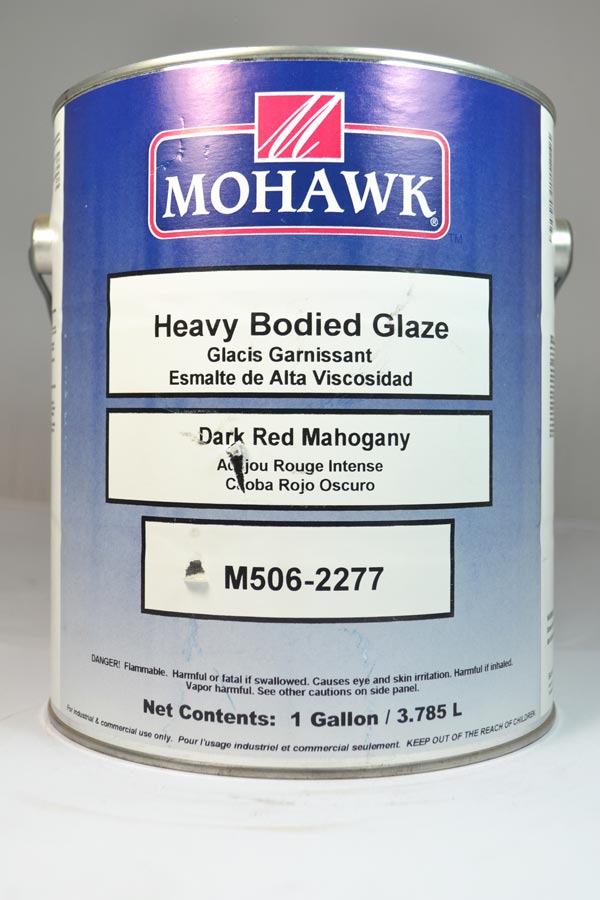 M
MOHAWK®
™
Heavy Bodied Glaze
Glacis Garnissant
Esmalte de Alta Viscosidad
Dark Red Mahogany
Rouge Intense
Rojo Oscuro
M506-2277
DANGER! Flammable. Harmful or fatal if swallowed. Causes eye and skin irritation. Harmful if inhaled.
Vapor harmful. See other cautions on side panel.
Net Contents: 1 Gallon / 3.785 L
For industrial & commercial use only. Pour l'usage industriel et commercial seulement. KEEP OUT OF THE REACH OF CHILDREN.